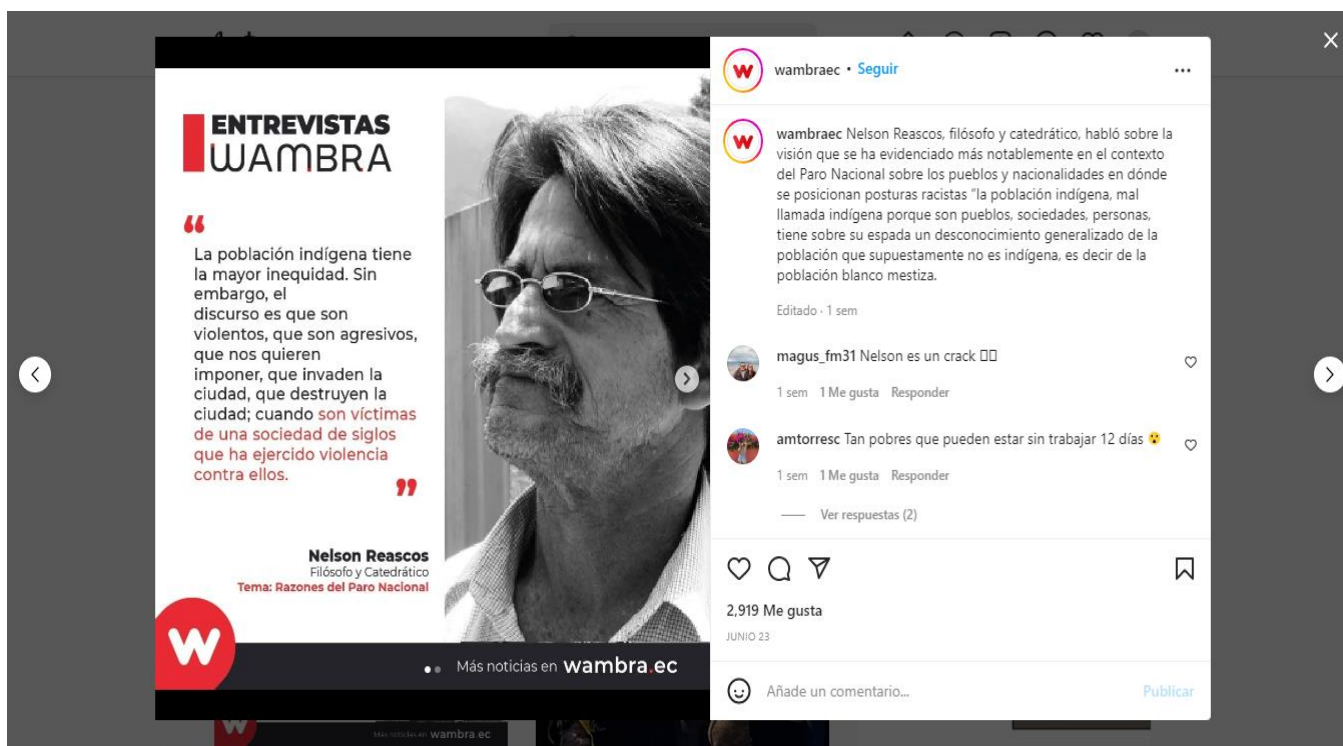 ENTREVISTAS
WAMBRA
“
La población indígena tiene
la mayor inequidad. Sin
embargo, el
discurso es que son
violentos, que son agresivos,
que nos quieren
imponer, que invaden la
ciudad, que destruyen la
ciudad; cuando son víctimas
de una sociedad de siglos
que ha ejercido violencia
contra ellos.
”
Nelson Reascos
Filósofo y Catedrático
Tema: Razones del Paro Nacional
W
Más noticias en wambra.ec
W
wambraec • Seguir
W
wambraec Nelson Reascos, filósofo y catedrático, habló sobre la
visión que se ha evidenciado más notablemente en el contexto
del Paro Nacional sobre los pueblos y nacionalidades en dónde
se posicionan posturas racistas “la población indígena, mal
llamada indígena porque son pueblos, sociedades, personas,
tiene sobre su espada un desconocimiento generalizado de la
población que supuestamente no es indígena, es decir de la
población blanco mestiza.
Editado · 1 sem
magus_fm31 Nelson es un crack
1 sem 1 Me gusta Responder
amtorresc Tan pobres que pueden estar sin trabajar 12 días 😮
1 sem 1 Me gusta Responder
Ver respuestas (2)
2,919 Me gusta
JUNIO 23
Añade un comentario... Publicar
W
Más noticias en wambra.ec